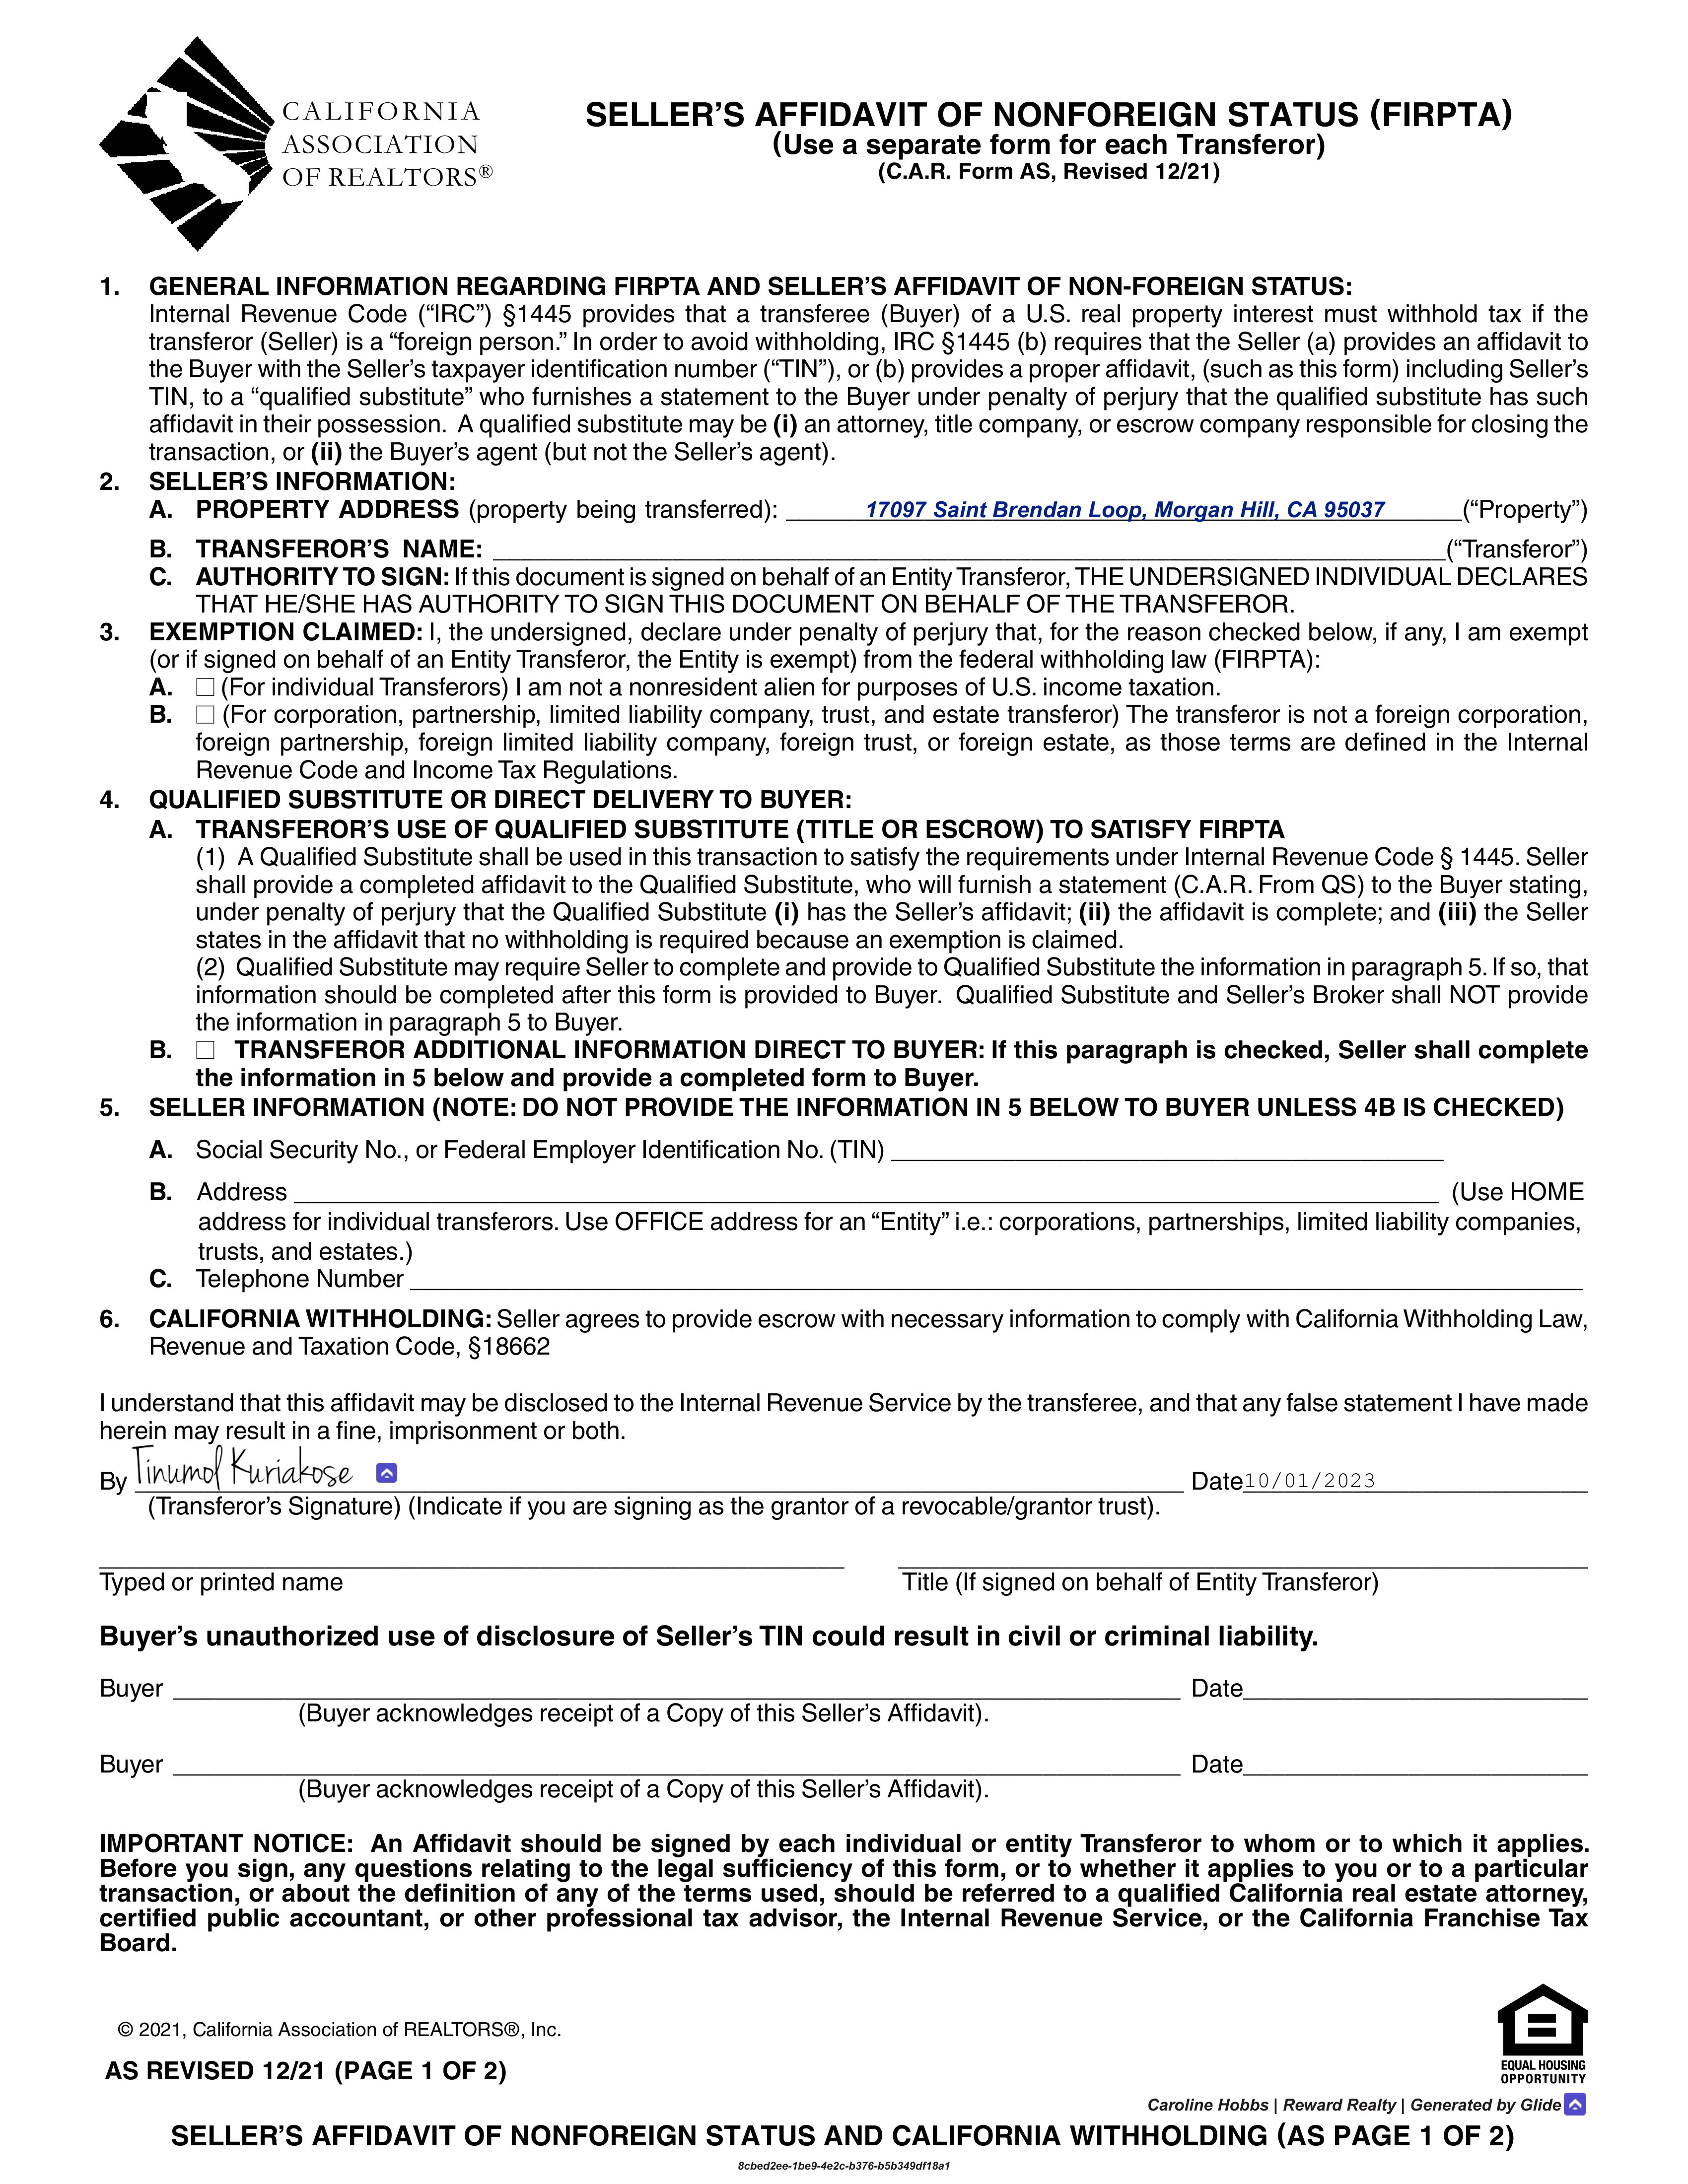 CALIFORNIA
ASSOCIATION
OF REALTORS®
SELLER’S AFFIDAVIT OF NONFOREIGN STATUS (FIRPTA)
(Use a separate form for each Transferor)
(C.A.R. Form AS, Revised 12/21)
1. GENERAL INFORMATION REGARDING FIRPTA AND SELLER’S AFFIDAVIT OF NON-FOREIGN STATUS:
Internal Revenue Code (“IRC”) §1445 provides that a transferee (Buyer) of a U.S. real property interest must withhold tax if the
transferor (Seller) is a “foreign person.” In order to avoid withholding, IRC §1445 (b) requires that the Seller (a) provides an affidavit to
the Buyer with the Seller’s taxpayer identification number (“TIN”), or (b) provides a proper affidavit, (such as this form) including Seller’s
TIN, to a “qualified substitute” who furnishes a statement to the Buyer under penalty of perjury that the qualified substitute has such
affidavit in their possession. A qualified substitute may be (i) an attorney, title company, or escrow company responsible for closing the
transaction, or (ii) the Buyer’s agent (but not the Seller’s agent).
2. SELLER’S INFORMATION:
A. PROPERTY ADDRESS (property being transferred): 17097 Saint Brendan Loop, Morgan Hill, CA 95037 (“Property”)
B. TRANSFEROR’S NAME: (“Transferor”)
C. AUTHORITY TO SIGN: If this document is signed on behalf of an Entity Transferor, THE UNDERSIGNED INDIVIDUAL DECLARES
THAT HE/SHE HAS AUTHORITY TO SIGN THIS DOCUMENT ON BEHALF OF THE TRANSFEROR.
3. EXEMPTION CLAIMED: I, the undersigned, declare under penalty of perjury that, for the reason checked below, if any, I am exempt
(or if signed on behalf of an Entity Transferor, the Entity is exempt) from the federal withholding law (FIRPTA):
A. ☐ (For individual Transferors) I am not a nonresident alien for purposes of U.S. income taxation.
B. ☐ (For corporation, partnership, limited liability company, trust, and estate transferor) The transferor is not a foreign corporation,
foreign partnership, foreign limited liability company, foreign trust, or foreign estate, as those terms are defined in the Internal
Revenue Code and Income Tax Regulations.
4. QUALIFIED SUBSTITUTE OR DIRECT DELIVERY TO BUYER:
A. TRANSFEROR’S USE OF QUALIFIED SUBSTITUTE (TITLE OR ESCROW) TO SATISFY FIRPTA
(1) A Qualified Substitute shall be used in this transaction to satisfy the requirements under Internal Revenue Code § 1445. Seller
shall provide a completed affidavit to the Qualified Substitute, who will furnish a statement (C.A.R. From QS) to the Buyer stating,
under penalty of perjury that the Qualified Substitute (i) has the Seller’s affidavit; (ii) the affidavit is complete; and (iii) the Seller
states in the affidavit that no withholding is required because an exemption is claimed.
(2) Qualified Substitute may require Seller to complete and provide to Qualified Substitute the information in paragraph 5. If so, that
information should be completed after this form is provided to Buyer. Qualified Substitute and Seller’s Broker shall NOT provide
the information in paragraph 5 to Buyer.
B. ☐ TRANSFEROR ADDITIONAL INFORMATION DIRECT TO BUYER: If this paragraph is checked, Seller shall complete
the information in 5 below and provide a completed form to Buyer.
5. SELLER INFORMATION (NOTE: DO NOT PROVIDE THE INFORMATION IN 5 BELOW TO BUYER UNLESS 4B IS CHECKED)
A. Social Security No., or Federal Employer Identification No. (TIN)
B. Address (Use HOME
address for individual transferors. Use OFFICE address for an “Entity” i.e.: corporations, partnerships, limited liability companies,
trusts, and estates.)
C. Telephone Number
6. CALIFORNIA WITHHOLDING: Seller agrees to provide escrow with necessary information to comply with California Withholding Law,
Revenue and Taxation Code, §18662
I understand that this affidavit may be disclosed to the Internal Revenue Service by the transferee, and that any false statement I have made
herein may result in a fine, imprisonment or both.
By Tinumol Kuriakose Date 10/01/2023
(Transferor’s Signature) (Indicate if you are signing as the grantor of a revocable/grantor trust).
Typed or printed name Title (If signed on behalf of Entity Transferor)
Buyer’s unauthorized use of disclosure of Seller’s TIN could result in civil or criminal liability.
Buyer Date
(Buyer acknowledges receipt of a Copy of this Seller’s Affidavit).
Buyer Date
(Buyer acknowledges receipt of a Copy of this Seller’s Affidavit).
IMPORTANT NOTICE: An Affidavit should be signed by each individual or entity Transferor to whom or to which it applies.
Before you sign, any questions relating to the legal sufficiency of this form, or to whether it applies to you or to a particular
transaction, or about the definition of any of the terms used, should be referred to a qualified California real estate attorney,
certified public accountant, or other professional tax advisor, the Internal Revenue Service, or the California Franchise Tax
Board.
© 2021, California Association of REALTORS®, Inc.
AS REVISED 12/21 (PAGE 1 OF 2)
EQUAL HOUSING
OPPORTUNITY
Caroline Hobbs | Reward Realty | Generated by Glide
SELLER’S AFFIDAVIT OF NONFOREIGN STATUS AND CALIFORNIA WITHHOLDING (AS PAGE 1 OF 2)
8cbed2ee-1be9-4e2c-b376-b5b349df18a1